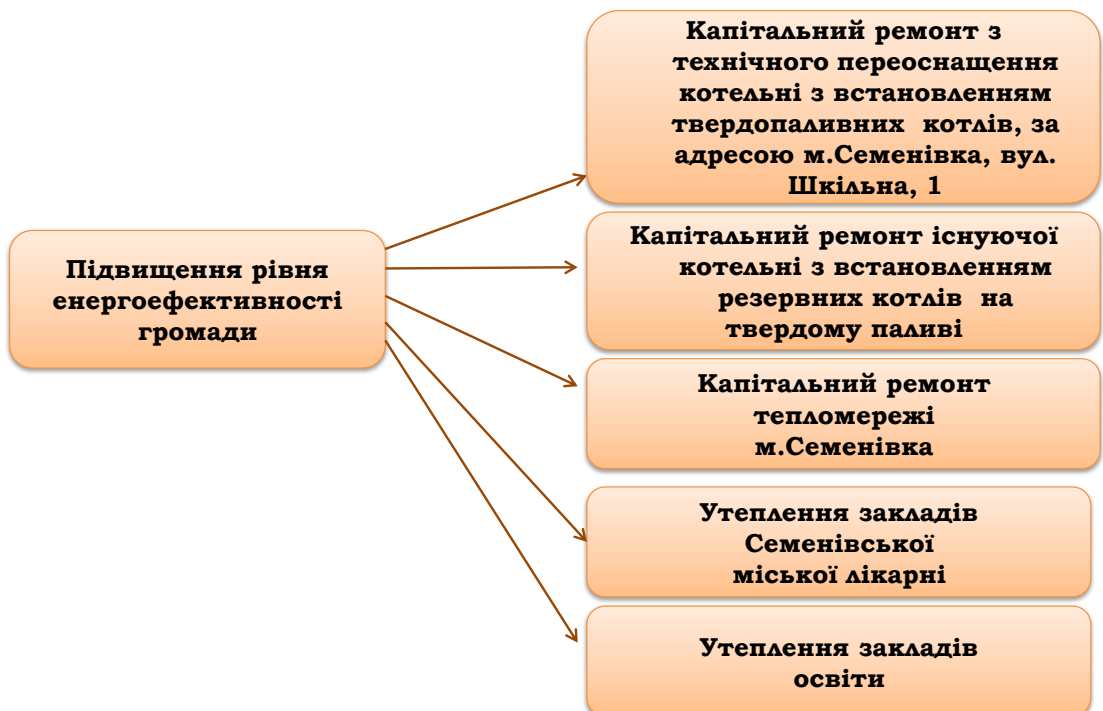 Підвищення рівня
енергоефективності
громади
Капітальний ремонт з
технічного переоснащення
котельні з встановленням
твердопаливних котлів, за
адресою м.Семенівка, вул.
Шкільна, 1
Капітальний ремонт існуючої
котельні з встановленням
резервних котлів на
твердому паливі
Капітальний ремонт
тепломережі
м.Семенівка
Утеплення закладів
Семенівської
міської лікарні
Утеплення закладів
освіти